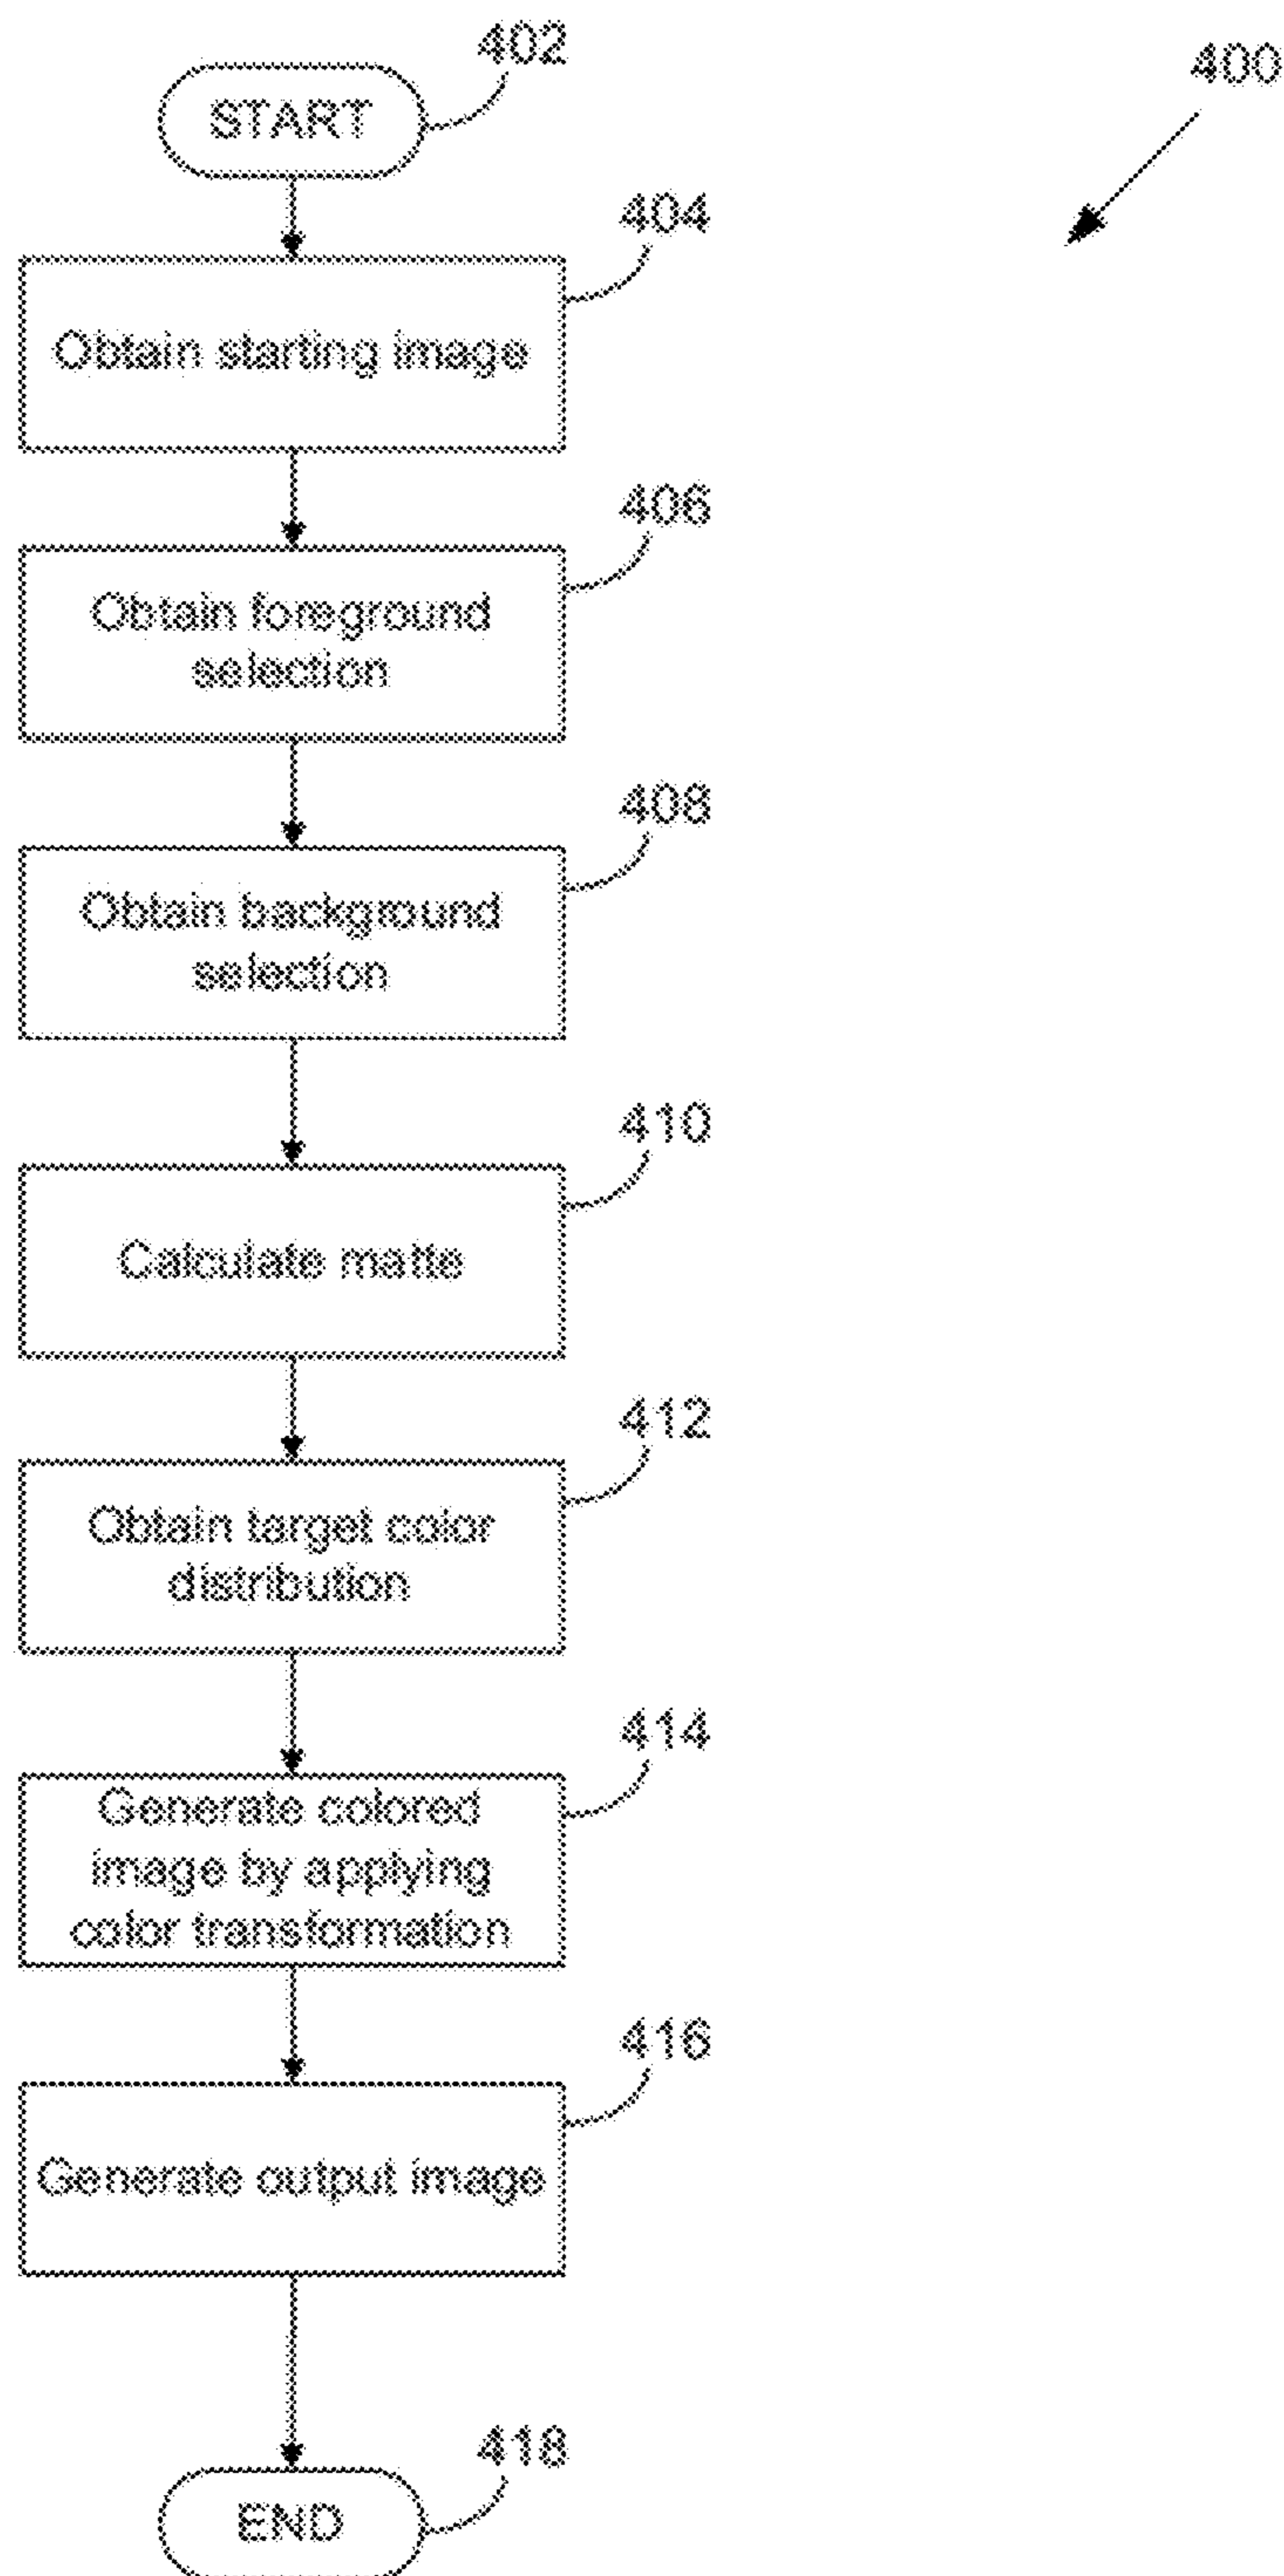 402
400
START
404
Obtain starting image
406
Obtain foreground
selection
408
Obtain background
selection
410
Calculate matte
412
Obtain target color
distribution
414
Generate colored
image by applying
color transformation
416
Generate output image
418
END